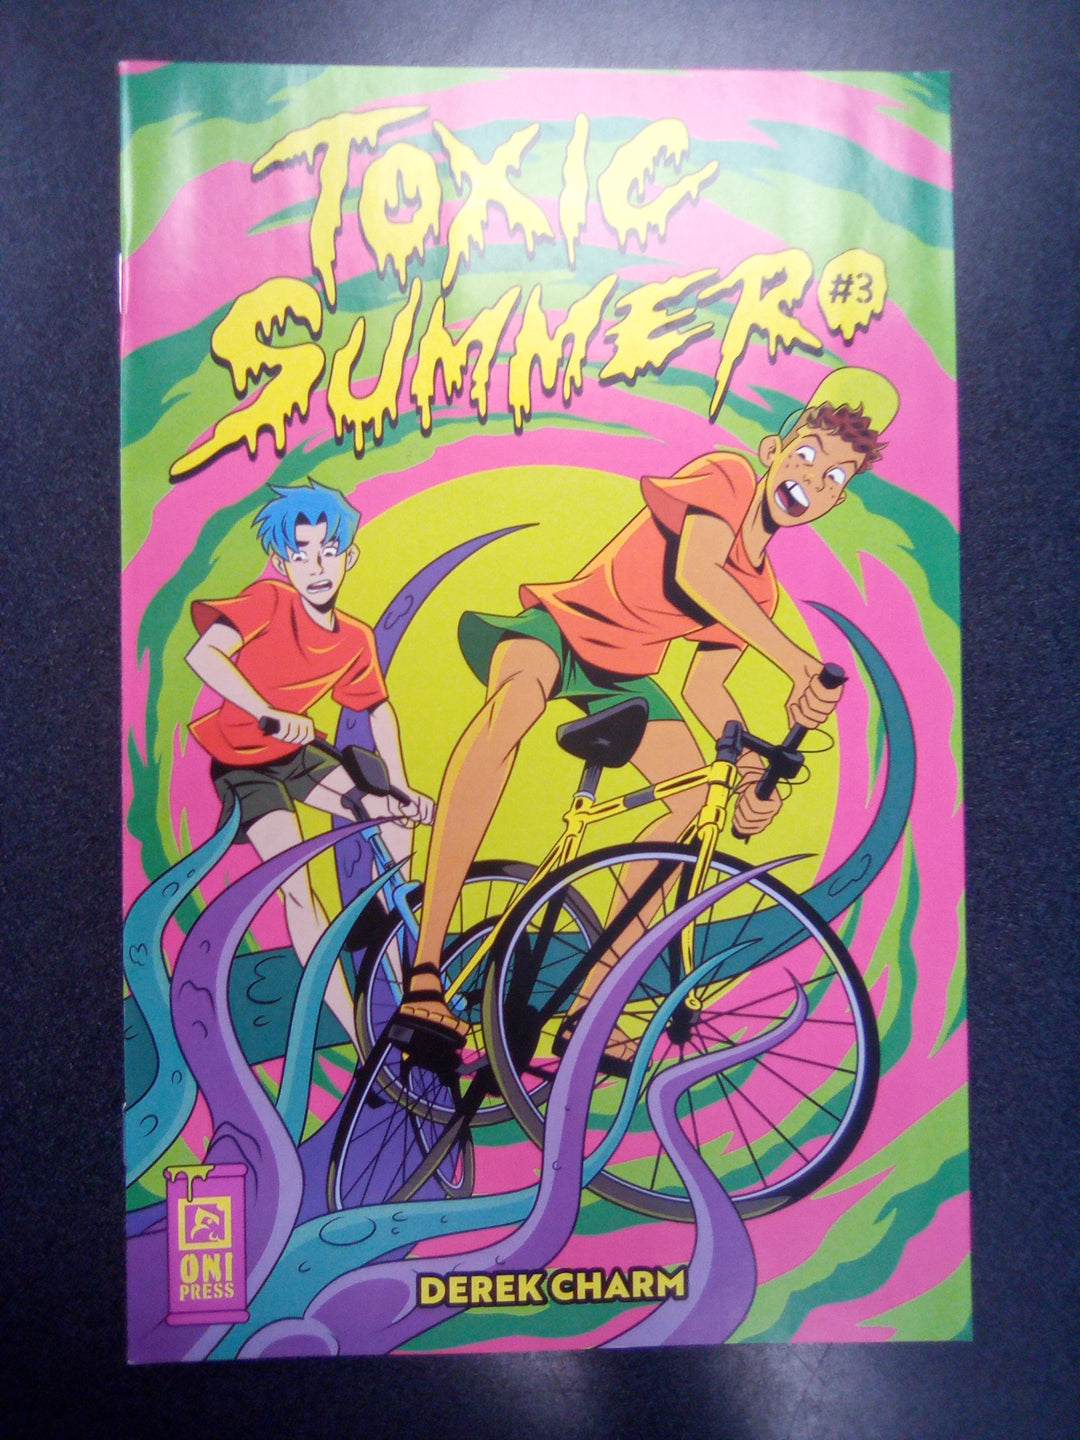 TOXIC
SUMMER #3
ONI
PRESS
DEREK CHARM